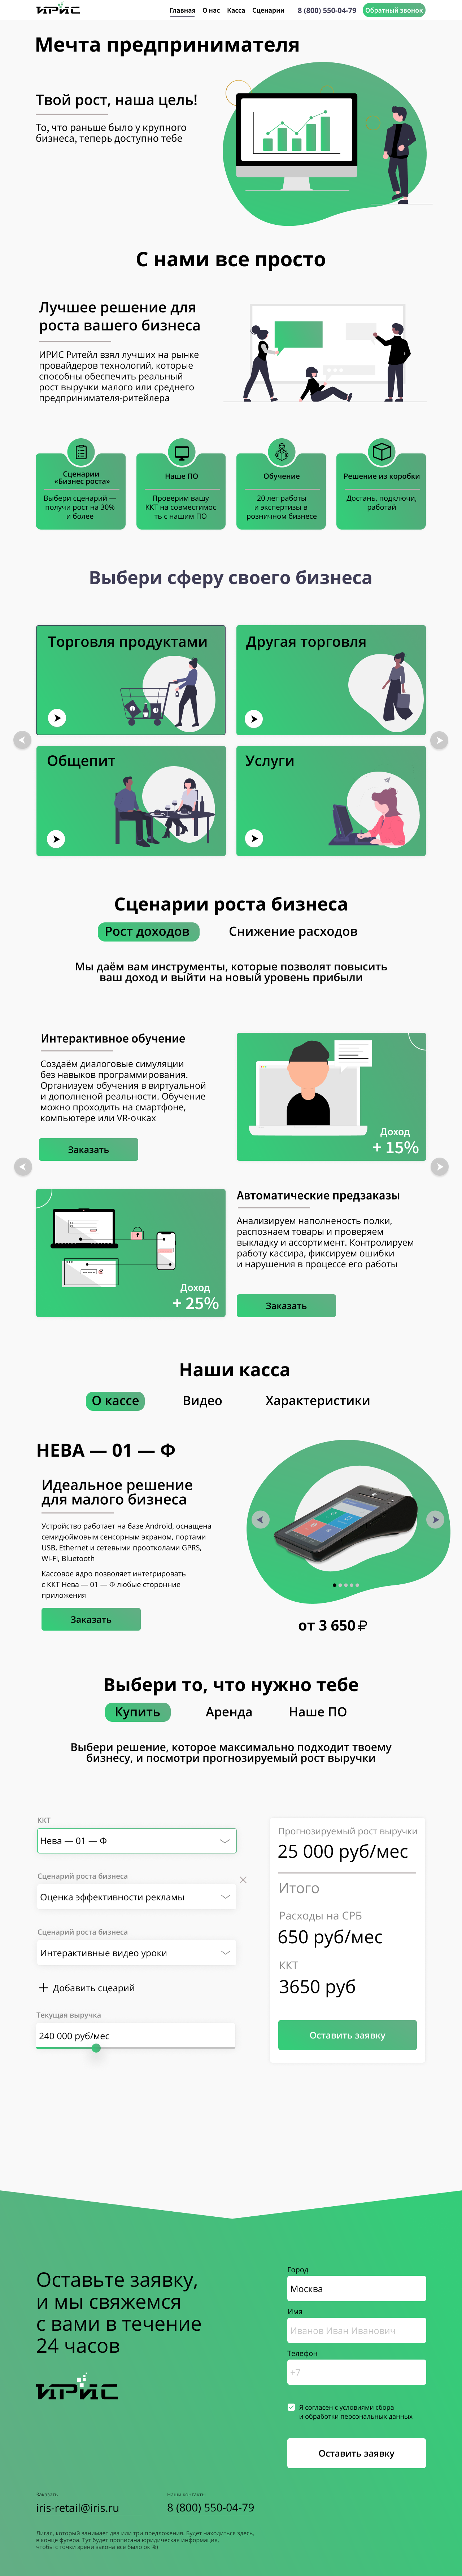 ИРИС
Главная О нас Касса Сценарии 8 (800) 550-04-79 Обратный звонок
Мечта предпринимателя
Твой рост, наша цель!
То, что раньше было у крупного
бизнеса, теперь доступно тебе
С нами все просто
Лучшее решение для
роста вашего бизнеса
ИРИС Ритейл взял лучших на рынке
провайдеров технологий, которые
способны обеспечить реальный
рост выручки малого или среднего
предпринимателя-ритейлера
Сценарии
«Бизнес роста»
Выбери сценарий —
получи рост на 30%
и более
Наше ПО
Проверим вашу
ККТ на совместимос
ть с нашим ПО
Обучение
20 лет работы
и экспертизы в
розничном бизнесе
Решение из коробки
Достань, подключи,
работай
Выбери сферу своего бизнеса
Торговля продуктами
Другая торговля
Общепит
Услуги
Сценарии роста бизнеса
Рост доходов Снижение расходов
Мы даём вам инструменты, которые позволят повысить
ваш доход и выйти на новый уровень прибыли
Интерактивное обучение
Создаём диалоговые симуляции
без навыков программирования.
Организуем обучения в виртуальной
и дополненой реальности. Обучение
можно проходить на смартфоне,
компьютере или VR-очках
Заказать
Доход
+ 15%
Доход
+ 25%
Автоматические предзаказы
Анализируем наполненость полки,
распознаем товары и проверяем
выкладку и ассортимент. Контролируем
работу кассира, фиксируем ошибки
и нарушения в процессе его работы
Заказать
Наши касса
О кассе Видео Характеристики
НЕВА — 01 — Ф
Идеальное решение
для малого бизнеса
Устройство работает на базе Android, оснащена
семидюймовым сенсорным экраном, портами
USB, Ethernet и сетевыми проотколами GPRS,
Wi-Fi, Bluetooth
Кассовое ядро позволяет интегрировать
с ККТ Нева — 01 — Ф любые сторонние
приложения
Заказать
от 3 650 ₽
Выбери то, что нужно тебе
Купить Аренда Наше ПО
Выбери решение, которое максимально подходит твоему
бизнесу, и посмотри прогнозируемый рост выручки
ККТ
Нева — 01 — Ф
Сценарий роста бизнеса
Оценка эффективности рекламы
Сценарий роста бизнеса
Интерактивные видео уроки
Добавить сцеарий
Текущая выручка
240 000 руб/мес
Прогнозируемый рост выручки
25 000 руб/мес
Итого
Расходы на СРБ
650 руб/мес
ККТ
3650 руб
Оставить заявку
Оставьте заявку,
и мы свяжемся
с вами в течение
24 часов
ИРИС
Город
Москва
Имя
Иванов Иван Иванович
Телефон
+7
Я согласен с условиями сбора
и обработки персональных данных
Оставить заявку
Заказать
iris-retail@iris.ru
Наши контакты
8 (800) 550-04-79
Лигал, который занимает два или три предложения. Будет находиться здесь,
в конце футера. Тут будет прописана юридическая информация,
чтобы с точки зрени закона все было ок %)